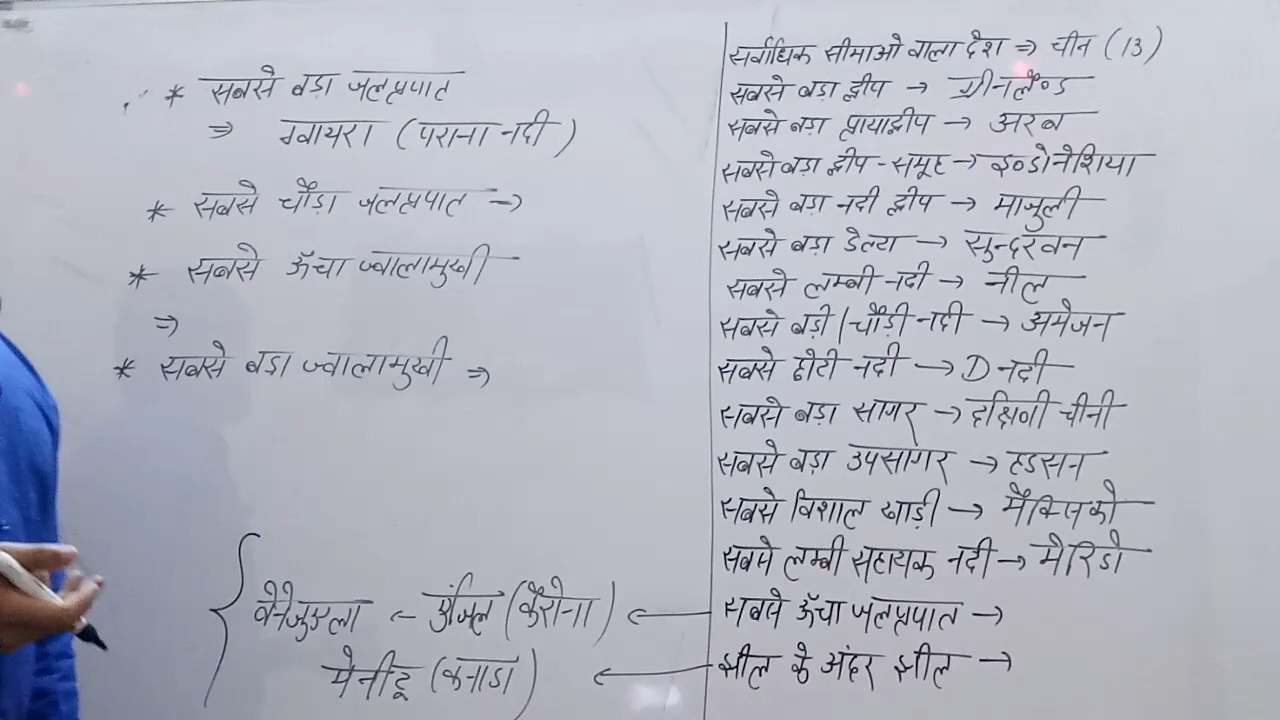 * सबसे बड़ा जलप्रपात
⇒ ग्वायरा (पराना नदी)
* सबसे चौड़ा जलप्रपात →
* सबसे ऊँचा ज्वालामुखी
⇒
* सबसे बडा ज्वालामुखी ⇒
सर्वाधिक सीमाओ वाला देश ⇒ चीन (13)
सबसे बड़ा द्वीप → ग्रीनलैण्ड
सबसे बड़ा प्रायाद्वीप → अरब
सबसे बड़ा द्वीप-समूह → इण्डोनेशिया
सबसे बड़ा नदी द्वीप → माजुली
सबसे बड़ा डेल्टा → सुन्दरवन
सबसे लम्बी नदी → नील
सबसे बड़ी/चौड़ी नदी → अमेजन
सबसे छोटी नदी → D नदी
सबसे बड़ा सागर → दक्षिणी चीनी
सबसे बड़ा उपसागर → हडसन
सबसे विशाल खाड़ी → मैक्सिको
सबसे लम्बी सहायक नदी → मेरिडो
सबसे ऊँचा जलप्रपात →
झील के अंदर झील →
वेनेजुअला ← अंजिल (कैरोना) ←
मेनीटू (कनाडा) ←